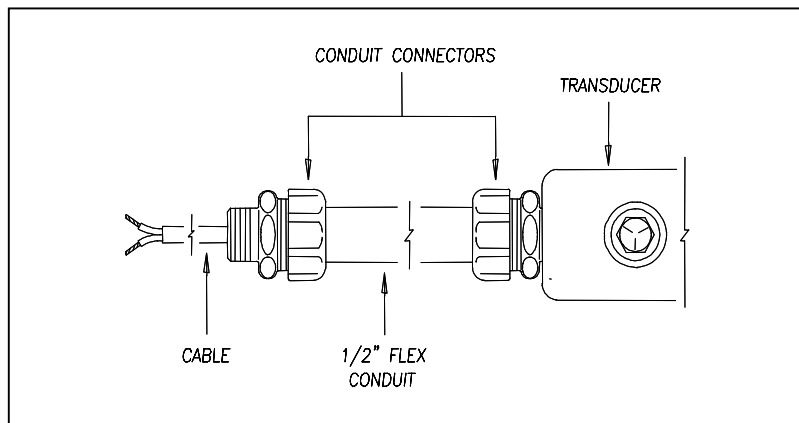 CONDUIT CONNECTORS
TRANSDUCER
CABLE
1/2" FLEX
CONDUIT